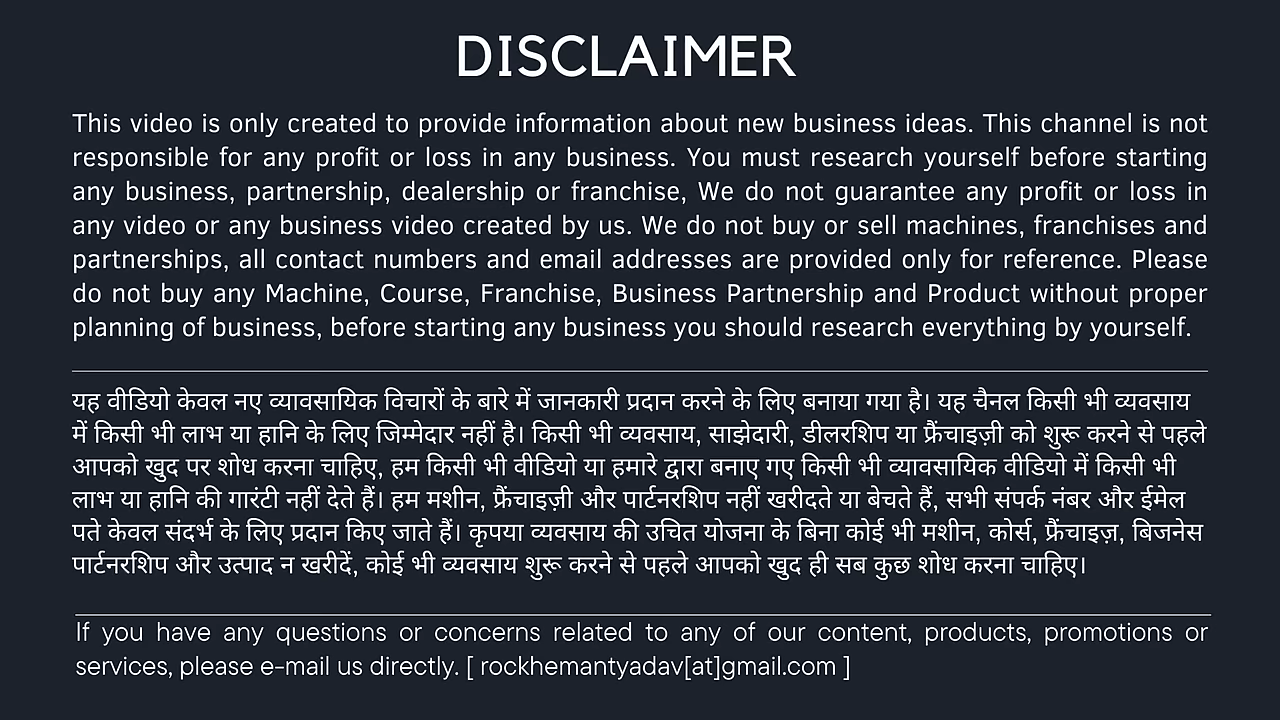 DISCLAIMER
This video is only created to provide information about new business ideas. This channel is not
responsible for any profit or loss in any business. You must research yourself before starting
any business, partnership, dealership or franchise, We do not guarantee any profit or loss in
any video or any business video created by us. We do not buy or sell machines, franchises and
partnerships, all contact numbers and email addresses are provided only for reference. Please
do not buy any Machine, Course, Franchise, Business Partnership and Product without proper
planning of business, before starting any business you should research everything by yourself.
यह वीडियो केवल नए व्यावसायिक विचारों के बारे में जानकारी प्रदान करने के लिए बनाया गया है। यह चैनल किसी भी व्यवसाय
में किसी भी लाभ या हानि के लिए जिम्मेदार नहीं है। किसी भी व्यवसाय, साझेदारी, डीलरशिप या फ्रैंचाइज़ी को शुरू करने से पहले
आपको खुद पर शोध करना चाहिए, हम किसी भी वीडियो या हमारे द्वारा बनाए गए किसी भी व्यावसायिक वीडियो में किसी भी
लाभ या हानि की गारंटी नहीं देते हैं। हम मशीन, फ्रैंचाइज़ी और पार्टनरशिप नहीं खरीदते या बेचते हैं, सभी संपर्क नंबर और ईमेल
पते केवल संदर्भ के लिए प्रदान किए जाते हैं। कृपया व्यवसाय की उचित योजना के बिना कोई भी मशीन, कोर्स, फ्रैंचाइज़, बिजनेस
पार्टनरशिप और उत्पाद न खरीदें, कोई भी व्यवसाय शुरू करने से पहले आपको खुद ही सब कुछ शोध करना चाहिए।
If you have any questions or concerns related to any of our content, products, promotions or
services, please e-mail us directly. [ rockhemantyadav[at]gmail.com ]